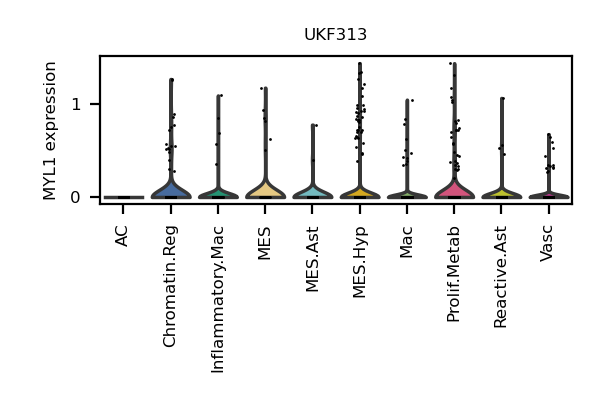 UKF313
MYL1 expression
1
0
AC
Chromatin.Reg
Inflammatory.Mac
MES
MES.Ast
MES.Hyp
Mac
Prolif.Metab
Reactive.Ast
Vasc